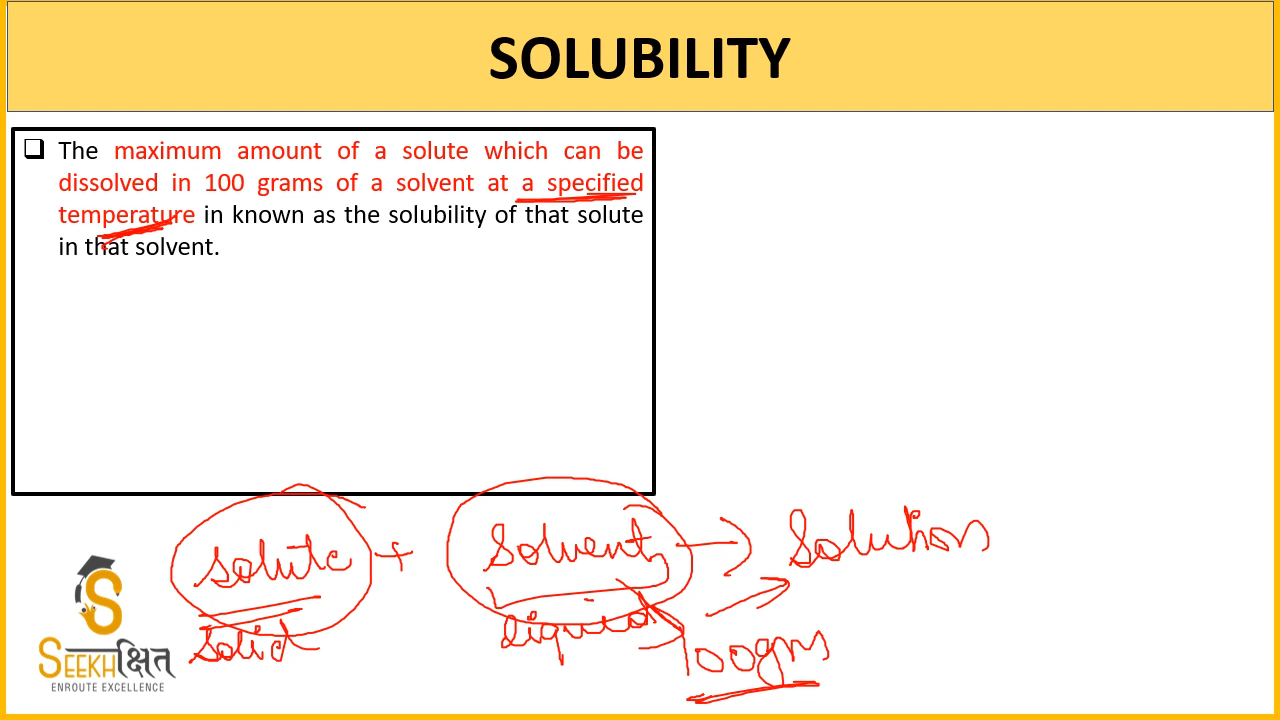 SOLUBILITY
The maximum amount of a solute which can be
dissolved in 100 grams of a solvent at a specified
temperature in known as the solubility of that solute
in that solvent.
solute + Solvent → Solution
solid liquid 100gms
S
SEEKHक्षित
ENROUTE EXCELLENCE